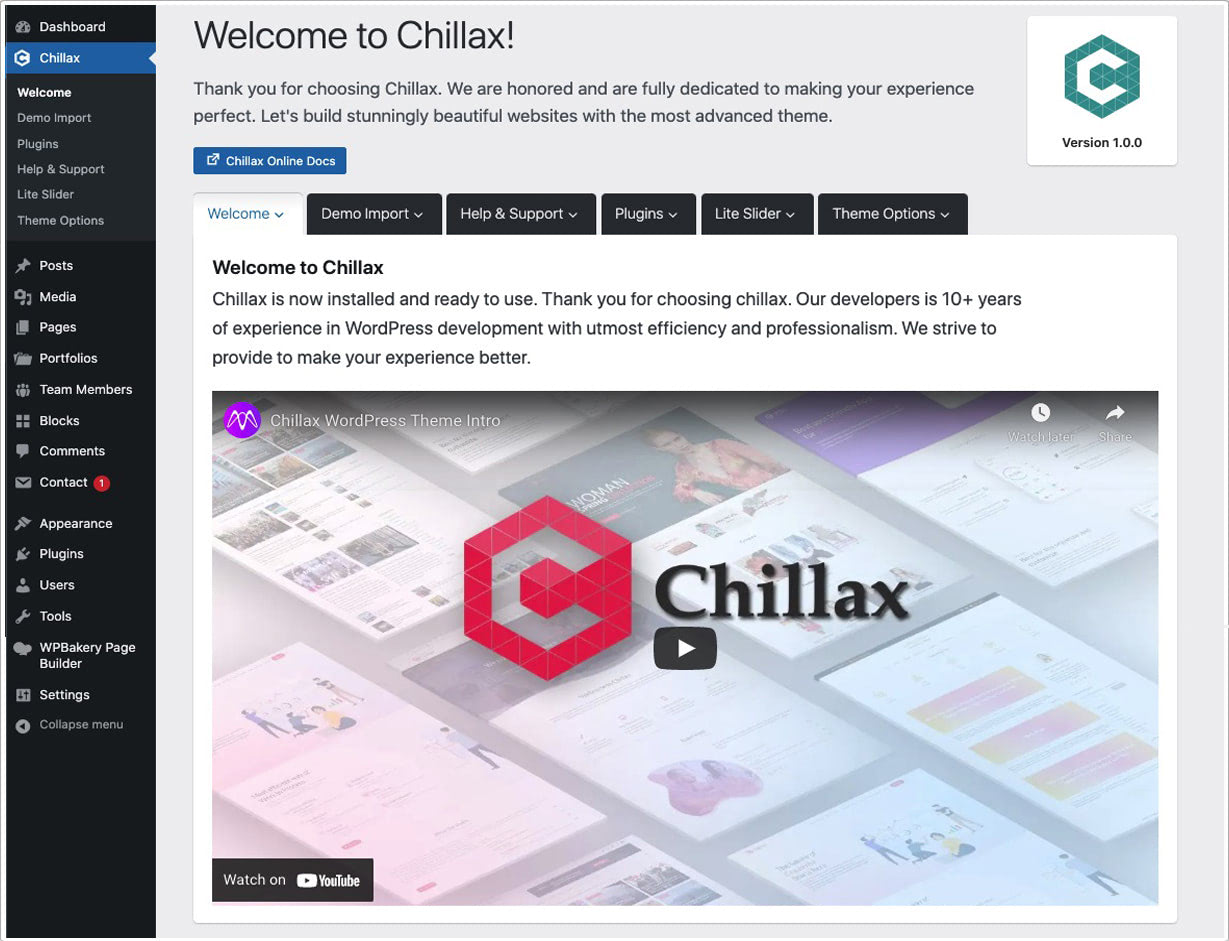 Dashboard
Chillax
Welcome
Demo Import
Plugins
Help & Support
Lite Slider
Theme Options
Posts
Media
Pages
Portfolios
Team Members
Blocks
Comments
Contact 1
Appearance
Plugins
Users
Tools
WPBakery Page
Builder
Settings
Collapse menu
Welcome to Chillax!
Thank you for choosing Chillax. We are honored and are fully dedicated to making your experience
perfect. Let's build stunningly beautiful websites with the most advanced theme.
Chillax Online Docs
Version 1.0.0
Welcome
Demo Import
Help & Support
Plugins
Lite Slider
Theme Options
Welcome to Chillax
Chillax is now installed and ready to use. Thank you for choosing chillax. Our developers is 10+ years
of experience in WordPress development with utmost efficiency and professionalism. We strive to
provide to make your experience better.
Chillax WordPress Theme Intro
Watch later
Share
WOMAN
Chillax
Watch on YouTube